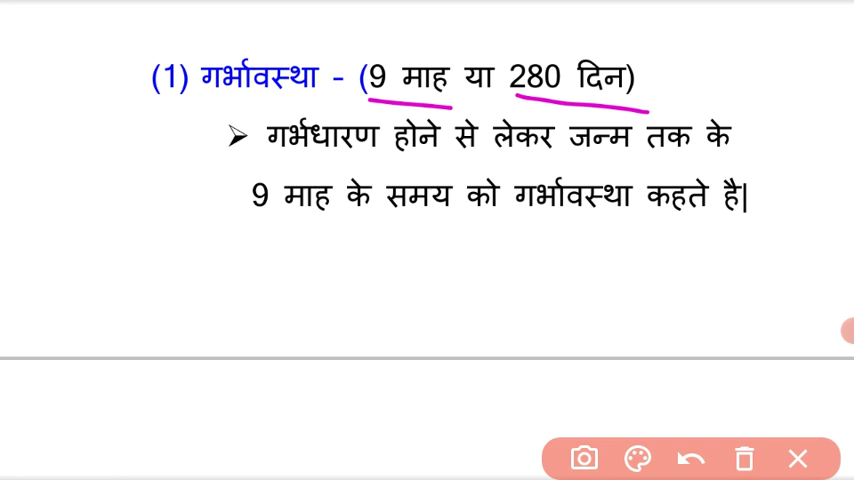 (1) गर्भावस्था - (9 माह या 280 दिन)
➢ गर्भधारण होने से लेकर जन्म तक के
9 माह के समय को गर्भावस्था कहते है|